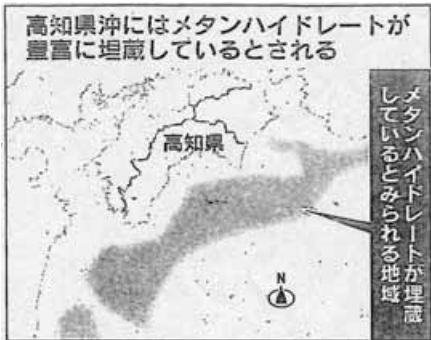 高知県沖にはメタンハイドレートが
豊富に埋蔵しているとされる
高知県
メタンハイドレートが埋蔵
しているとみられる地域
N